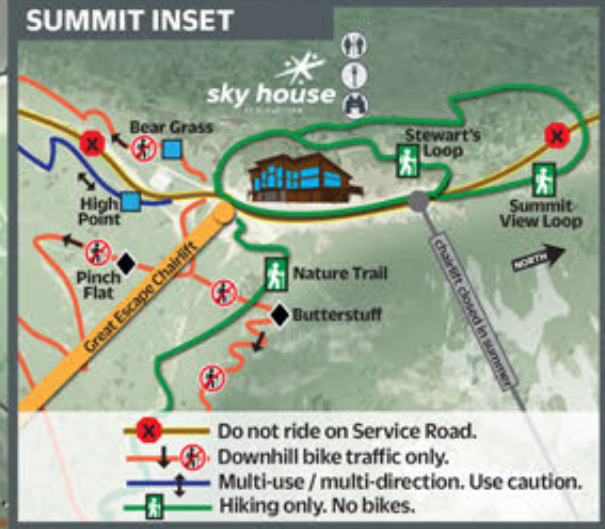 SUMMIT INSET
sky house
Bear Grass
Stewart's
Loop
High
Point
Summit
View Loop
NORTH
Pinch
Flat
Great Escape Chairlift
Nature Trail
chairlift closed in summer
Butterstuff
Do not ride on Service Road.
Downhill bike traffic only.
Multi-use / multi-direction. Use caution.
Hiking only. No bikes.